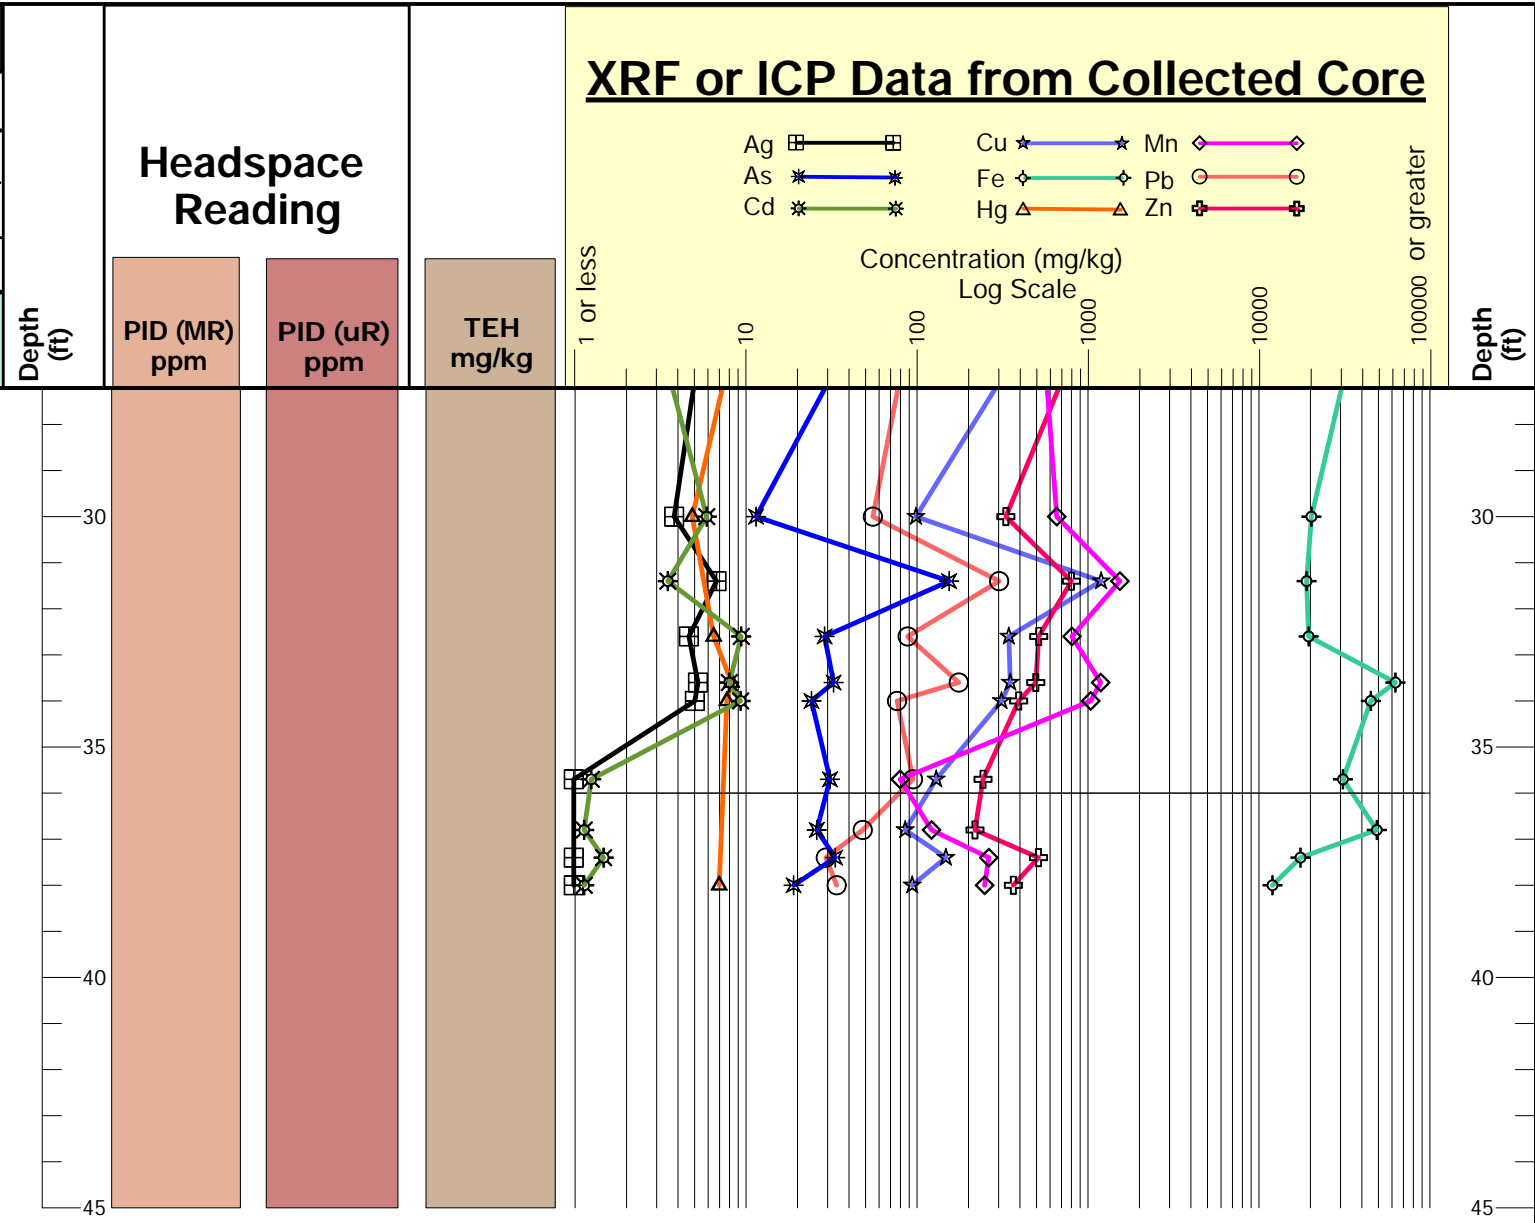 XRF or ICP Data from Collected Core
Headspace
Reading
Ag
Cu
Mn
As
Fe
Pb
Cd
Hg
Zn
Concentration (mg/kg)
Log Scale
1 or less
10
100
1000
10000
100000 or greater
Depth
(ft)
PID (MR)
ppm
PID (uR)
ppm
TEH
mg/kg
Depth
(ft)
30
30
35
35
40
40
45
45